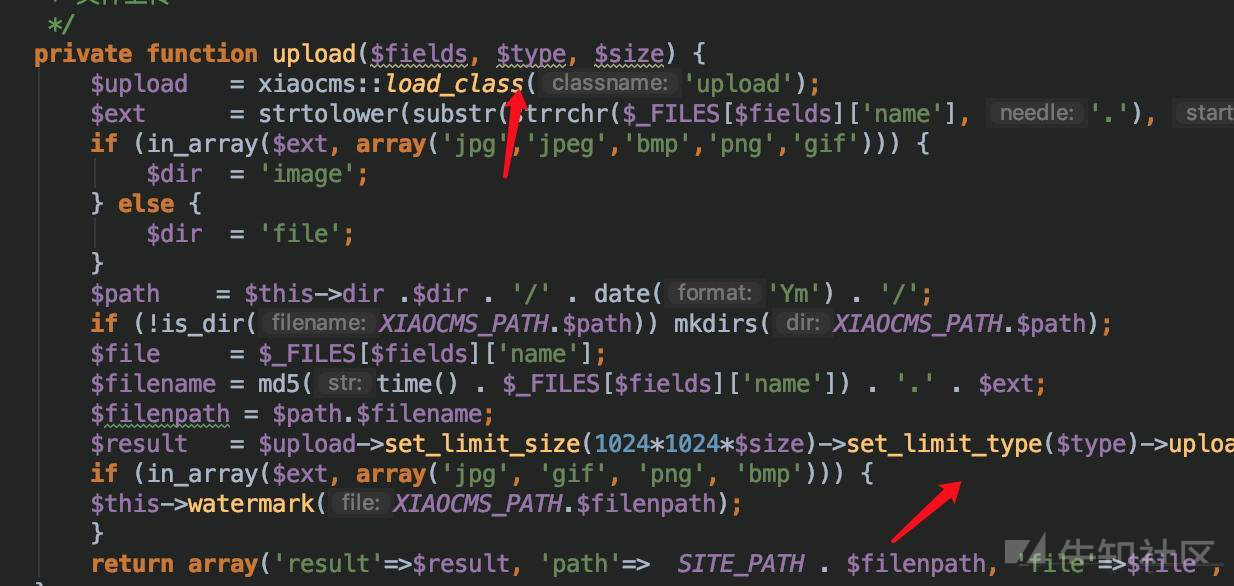 */
private function upload($fields, $type, $size) {
$upload = xiaocms::load_class( classname: 'upload');
$ext = strtolower(substr(strrchr($_FILES[$fields]['name'], needle: '.'), start
if (in_array($ext, array('jpg','jpeg','bmp','png','gif'))) {
$dir = 'image';
} else {
$dir = 'file';
}
$path = $this->dir .$dir . '/' . date( format: 'Ym') . '/';
if (!is_dir( filename: XIAOCMS_PATH.$path)) mkdirs( dir: XIAOCMS_PATH.$path);
$file = $_FILES[$fields]['name'];
$filename = md5( str: time() . $_FILES[$fields]['name']) . '.' . $ext;
$filenpath = $path.$filename;
$result = $upload->set_limit_size(1024*1024*$size)->set_limit_type($type)->uploa
if (in_array($ext, array('jpg', 'gif', 'png', 'bmp'))) {
$this->watermark( file: XIAOCMS_PATH.$filenpath);
}
return array('result'=>$result, 'path'=> SITE_PATH . $filenpath, 'file'=>$file ,
先知社区